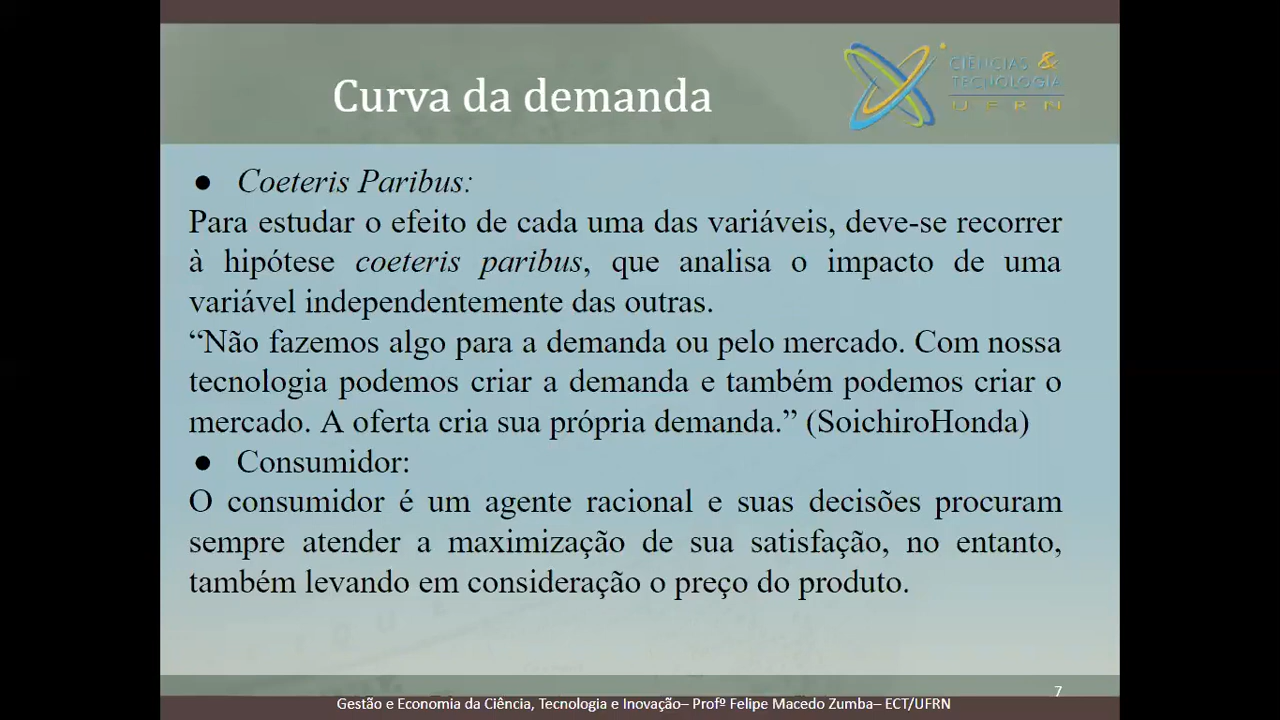 Curva da demanda
CIÊNCIAS &
TECNOLOGIA
UFRN
● Coeteris Paribus:
Para estudar o efeito de cada uma das variáveis, deve-se recorrer
à hipótese coeteris paribus, que analisa o impacto de uma
variável independentemente das outras.
“Não fazemos algo para a demanda ou pelo mercado. Com nossa
tecnologia podemos criar a demanda e também podemos criar o
mercado. A oferta cria sua própria demanda.” (SoichiroHonda)
● Consumidor:
O consumidor é um agente racional e suas decisões procuram
sempre atender a maximização de sua satisfação, no entanto,
também levando em consideração o preço do produto.
7
Gestão e Economia da Ciência, Tecnologia e Inovação– Profº Felipe Macedo Zumba– ECT/UFRN